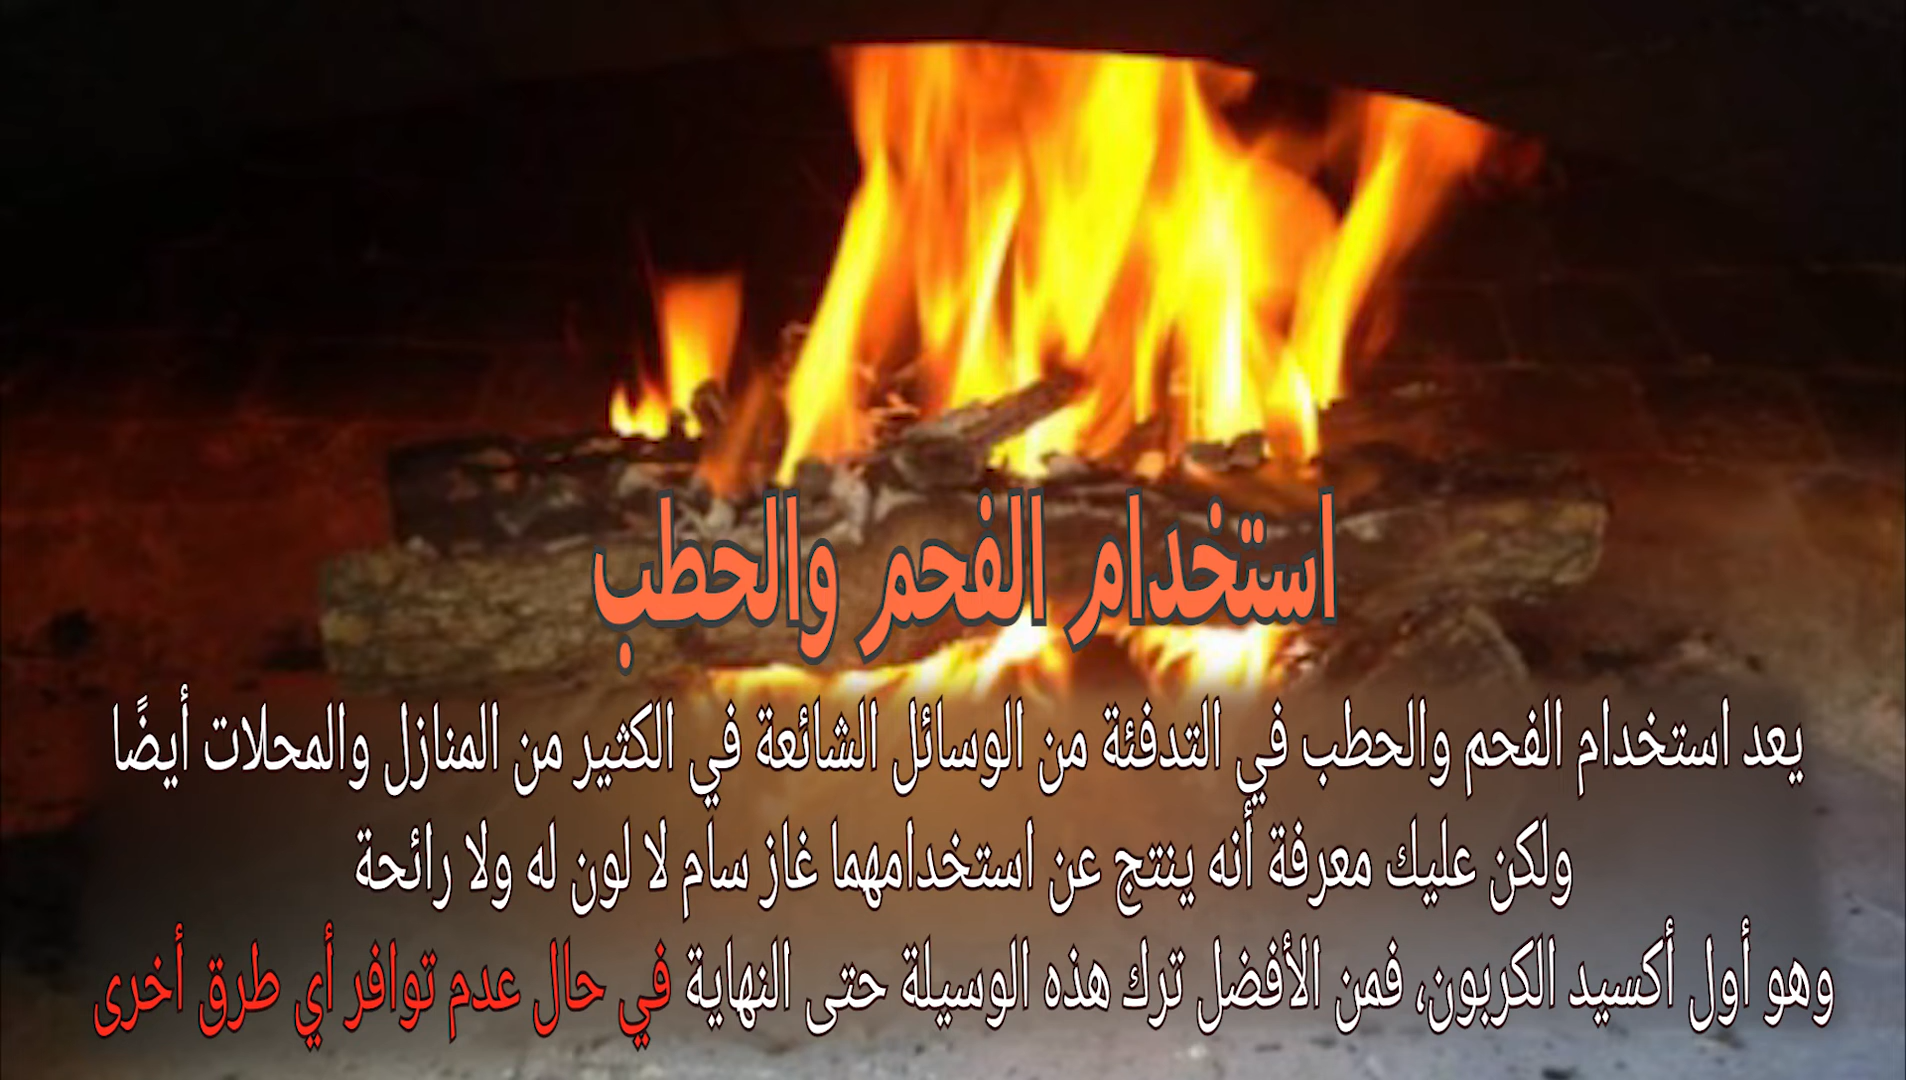 استخدام الفحم والحطب
يعد استخدام الفحم والحطب في التدفئة من الوسائل الشائعة في الكثير من المنازل والمحلات أيضًا
ولكن عليك معرفة أنه ينتج عن استخدامهما غاز سام لا لون له ولا رائحة
وهو أول أكسيد الكربون، فمن الأفضل ترك هذه الوسيلة حتى النهاية في حال عدم توافر أي طرق أخرى